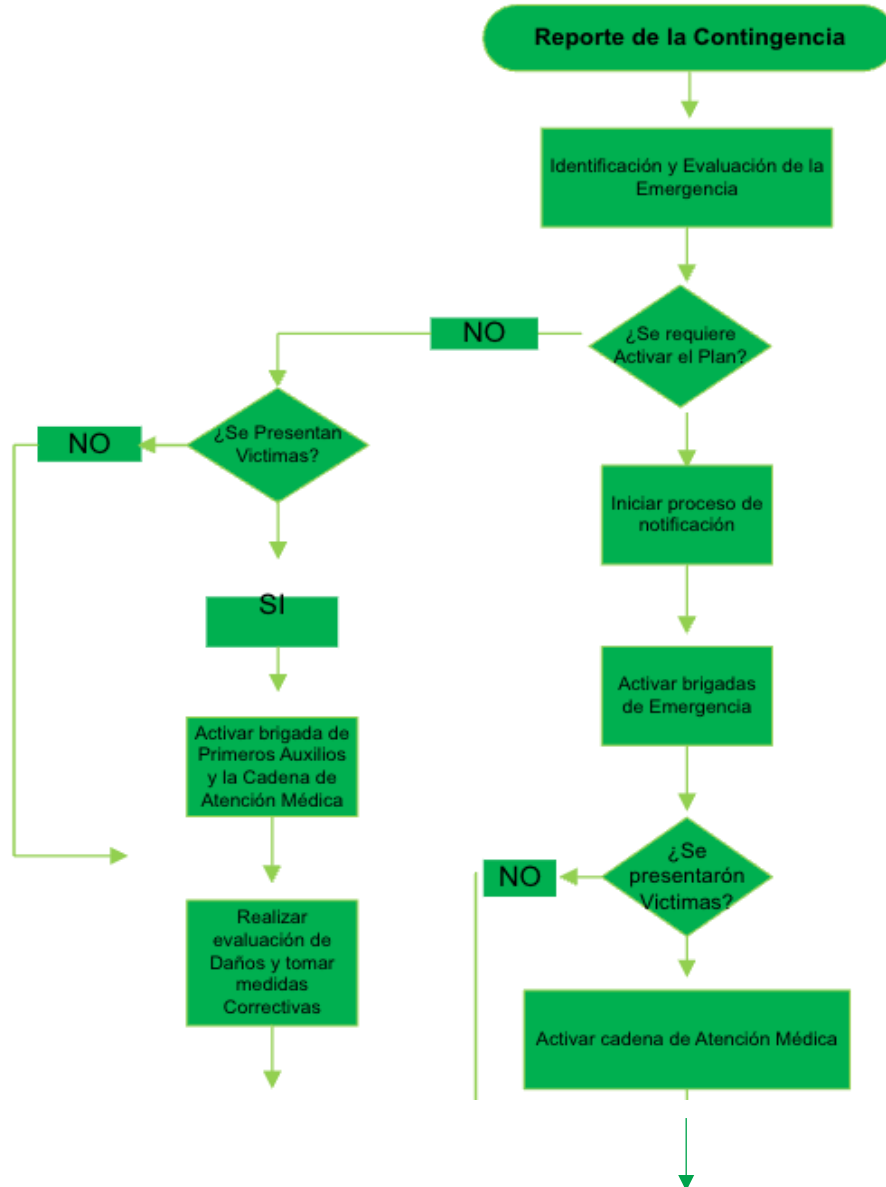 Reporte de la Contingencia
Identificación y Evaluación de la
Emergencia
¿Se requiere
Activar el Plan?
NO
¿Se Presentan
Victimas?
NO
SI
Activar brigada de
Primeros Auxilios
y la Cadena de
Atención Médica
Realizar
evaluación de
Daños y tomar
medidas
Correctivas
Iniciar proceso de
notificación
Activar brigadas
de Emergencia
¿Se
presentarón
Victimas?
NO
Activar cadena de Atención Médica